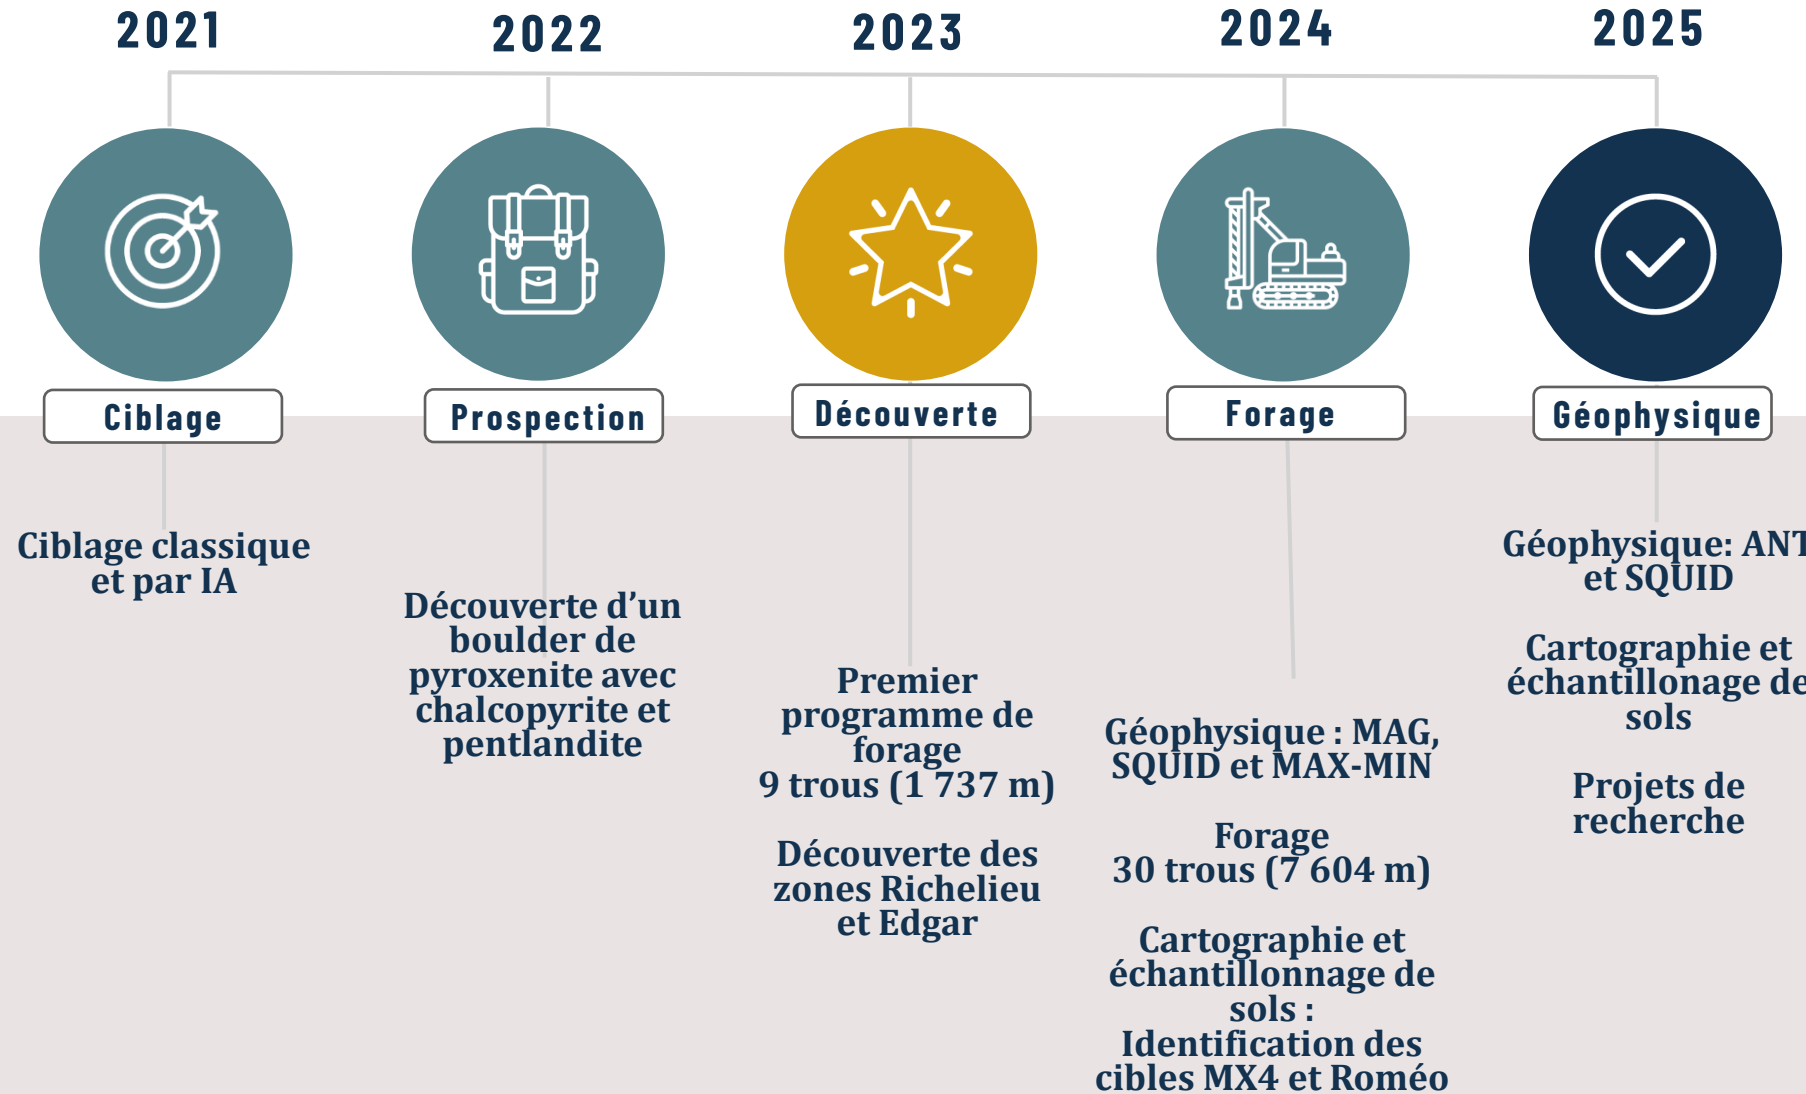 2021
2022
2023
2024
2025
Ciblage
Prospection
Découverte
Forage
Géophysique
Ciblage classique
et par IA
Découverte d’un
boulder de
pyroxenite avec
chalcopyrite et
pentlandite
Premier
programme de
forage
9 trous (1 737 m)
Découverte des
zones Richelieu
et Edgar
Géophysique : MAG,
SQUID et MAX-MIN
Forage
30 trous (7 604 m)
Cartographie et
échantillonnage de
sols :
Identification des
cibles MX4 et Roméo
Géophysique: ANT
et SQUID
Cartographie et
échantillonage de
sols
Projets de
recherche